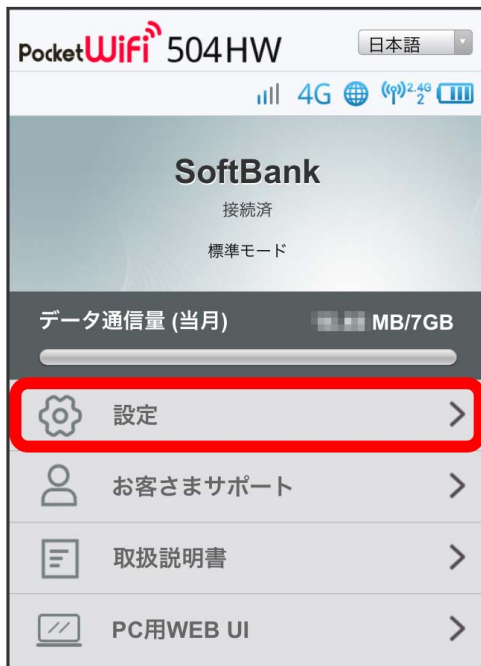 PocketWiFi 504HW
日本語
4G 2.4G 2
SoftBank
接続済
標準モード
データ通信量 (当月) MB/7GB
設定
お客さまサポート
取扱説明書
PC用WEB UI